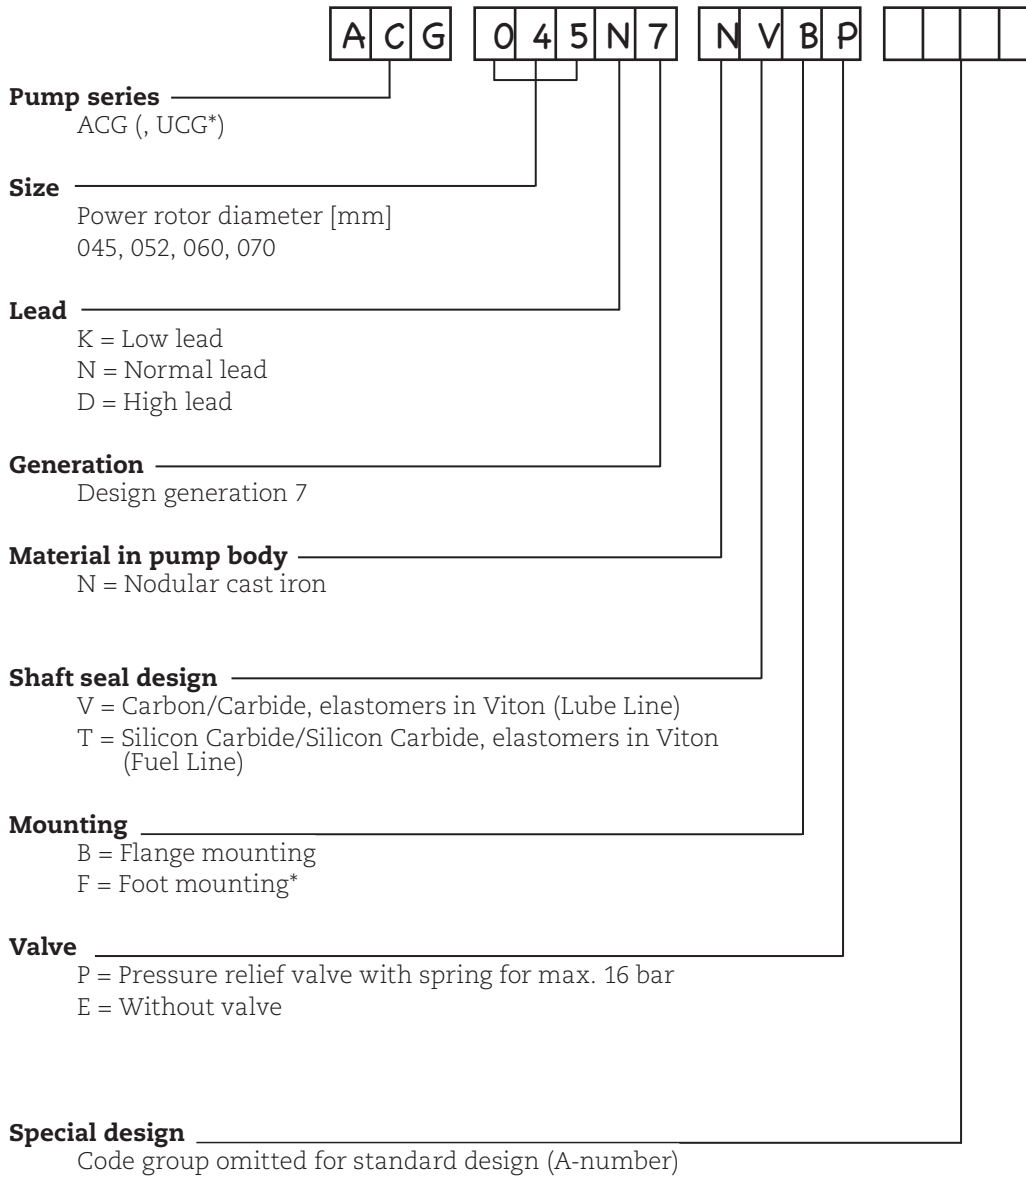 ACG 045N7 NVBP
Pump series
ACG (, UCG*)
Size
Power rotor diameter [mm]
045, 052, 060, 070
Lead
K = Low lead
N = Normal lead
D = High lead
Generation
Design generation 7
Material in pump body
N = Nodular cast iron
Shaft seal design
V = Carbon/Carbide, elastomers in Viton (Lube Line)
T = Silicon Carbide/Silicon Carbide, elastomers in Viton
(Fuel Line)
Mounting
B = Flange mounting
F = Foot mounting*
Valve
P = Pressure relief valve with spring for max. 16 bar
E = Without valve
Special design
Code group omitted for standard design (A-number)